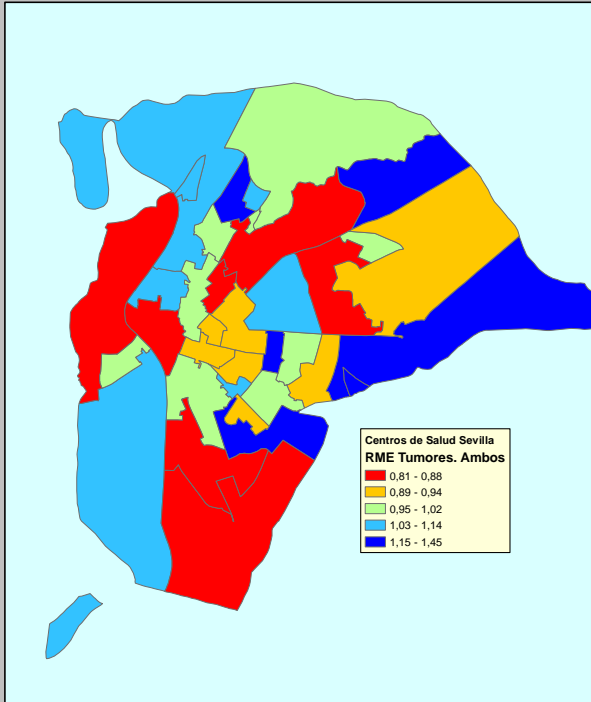 Centros de Salud Sevilla
RME Tumores. Ambos
0,81 - 0,88
0,89 - 0,94
0,95 - 1,02
1,03 - 1,14
1,15 - 1,45